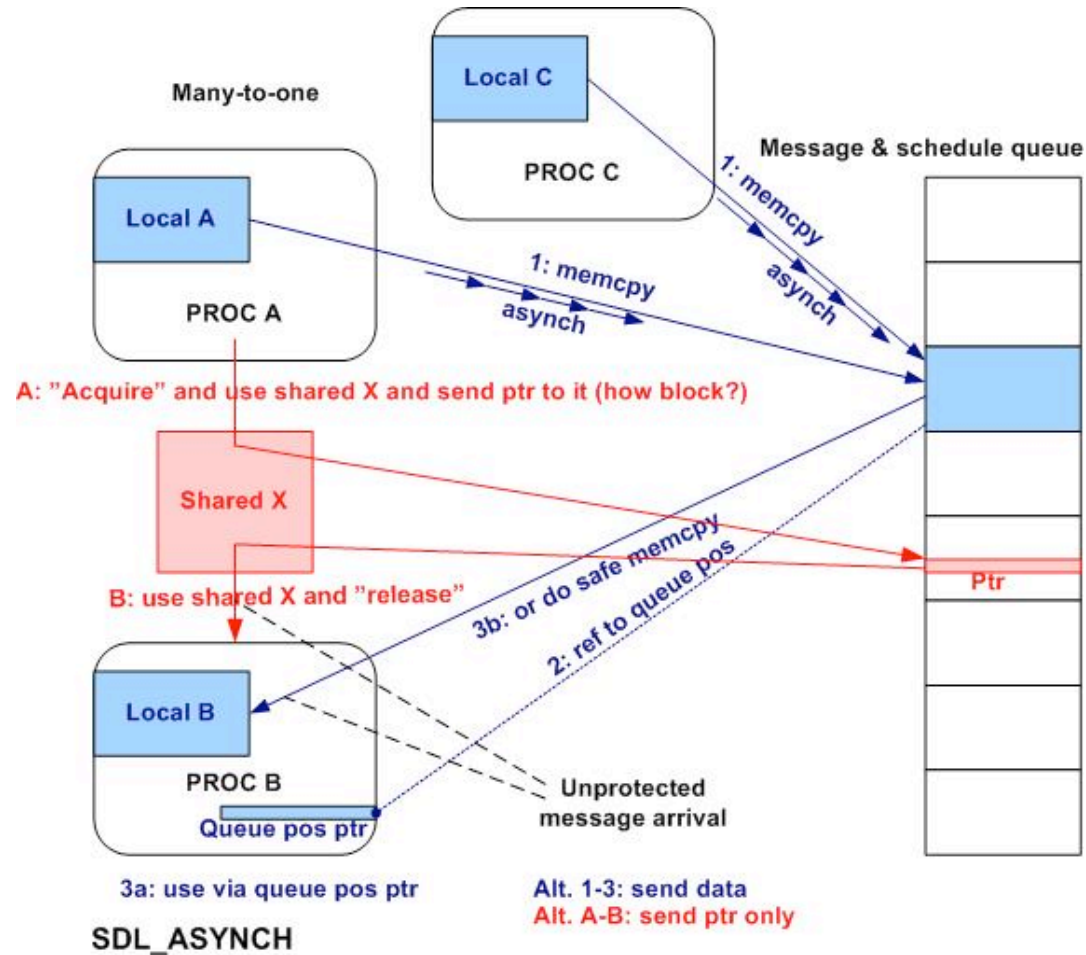 Local C
Many-to-one
PROC C
Message & schedule queue
Local A
1: memcpy
asynch
1: memcpy
asynch
PROC A
A: ”Acquire” and use shared X and send ptr to it (how block?)
Shared X
3b: or do safe memcpy
2: ref to queue pos
Ptr
B: use shared X and ”release”
Local B
PROC B
Queue pos ptr
Unprotected
message arrival
3a: use via queue pos ptr
Alt. 1-3: send data
Alt. A-B: send ptr only
SDL_ASYNCH